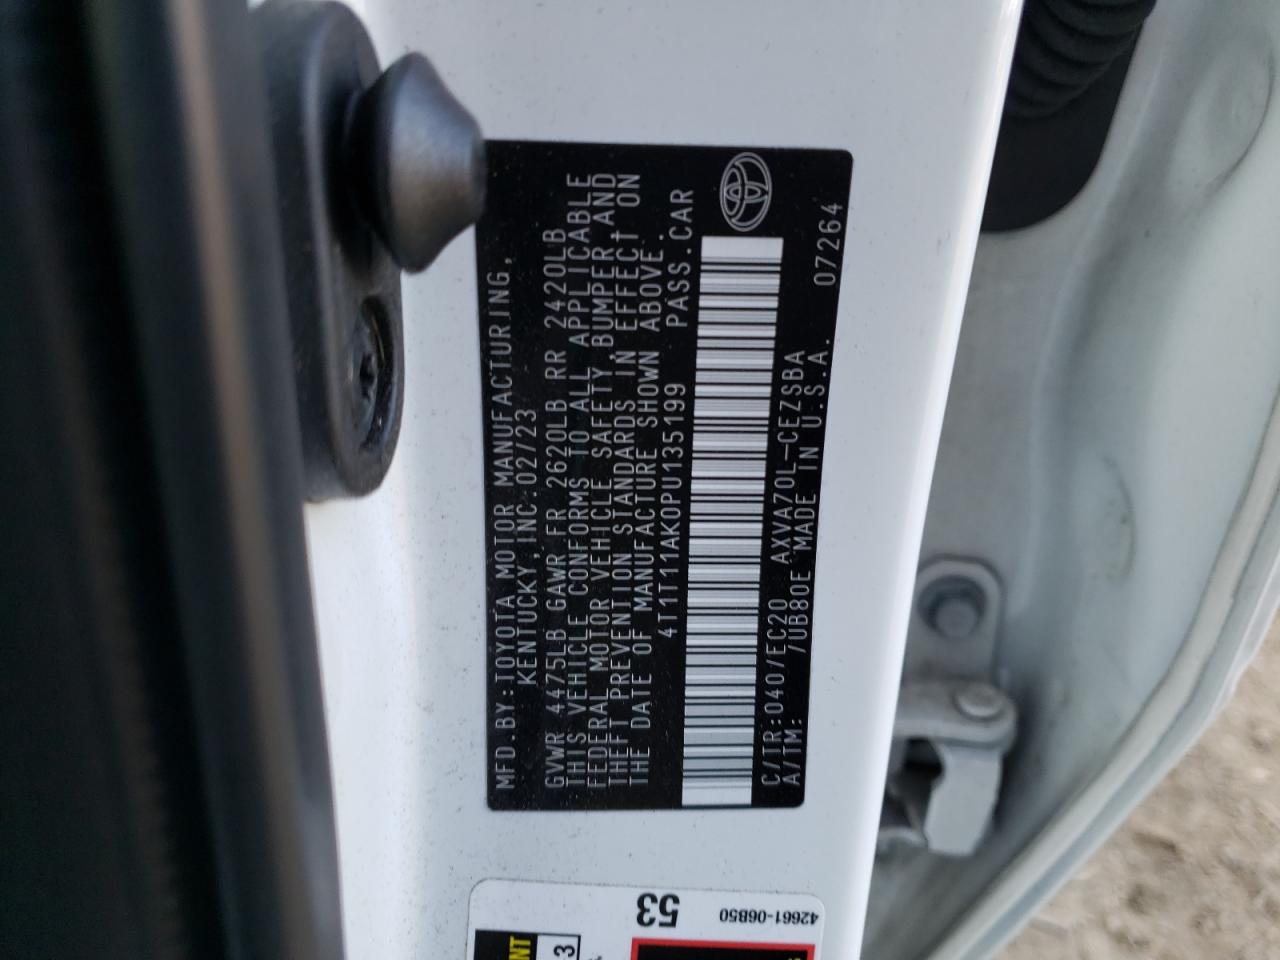 MFD.BY:TOYOTA MOTOR MANUFACTURING,
KENTUCKY,INC.02/23
GVWR 4475LB GAWR FR 2620LB RR 2420LB
THIS VEHICLE CONFORMS TO ALL APPLICABLE
FEDERAL MOTOR VEHICLE SAFETY,BUMPER AND
THEFT PREVENTION STANDARDS IN EFFECT ON
THE DATE OF MANUFACTURE SHOWN ABOVE.
4T1T11AK0PU135199 PASS.CAR
C/TR:040/EC20 AXVA70L-CEZSBA 07264
A/TM: /UB80E MADE IN U.S.A.
53
42661-06B50
NT
3